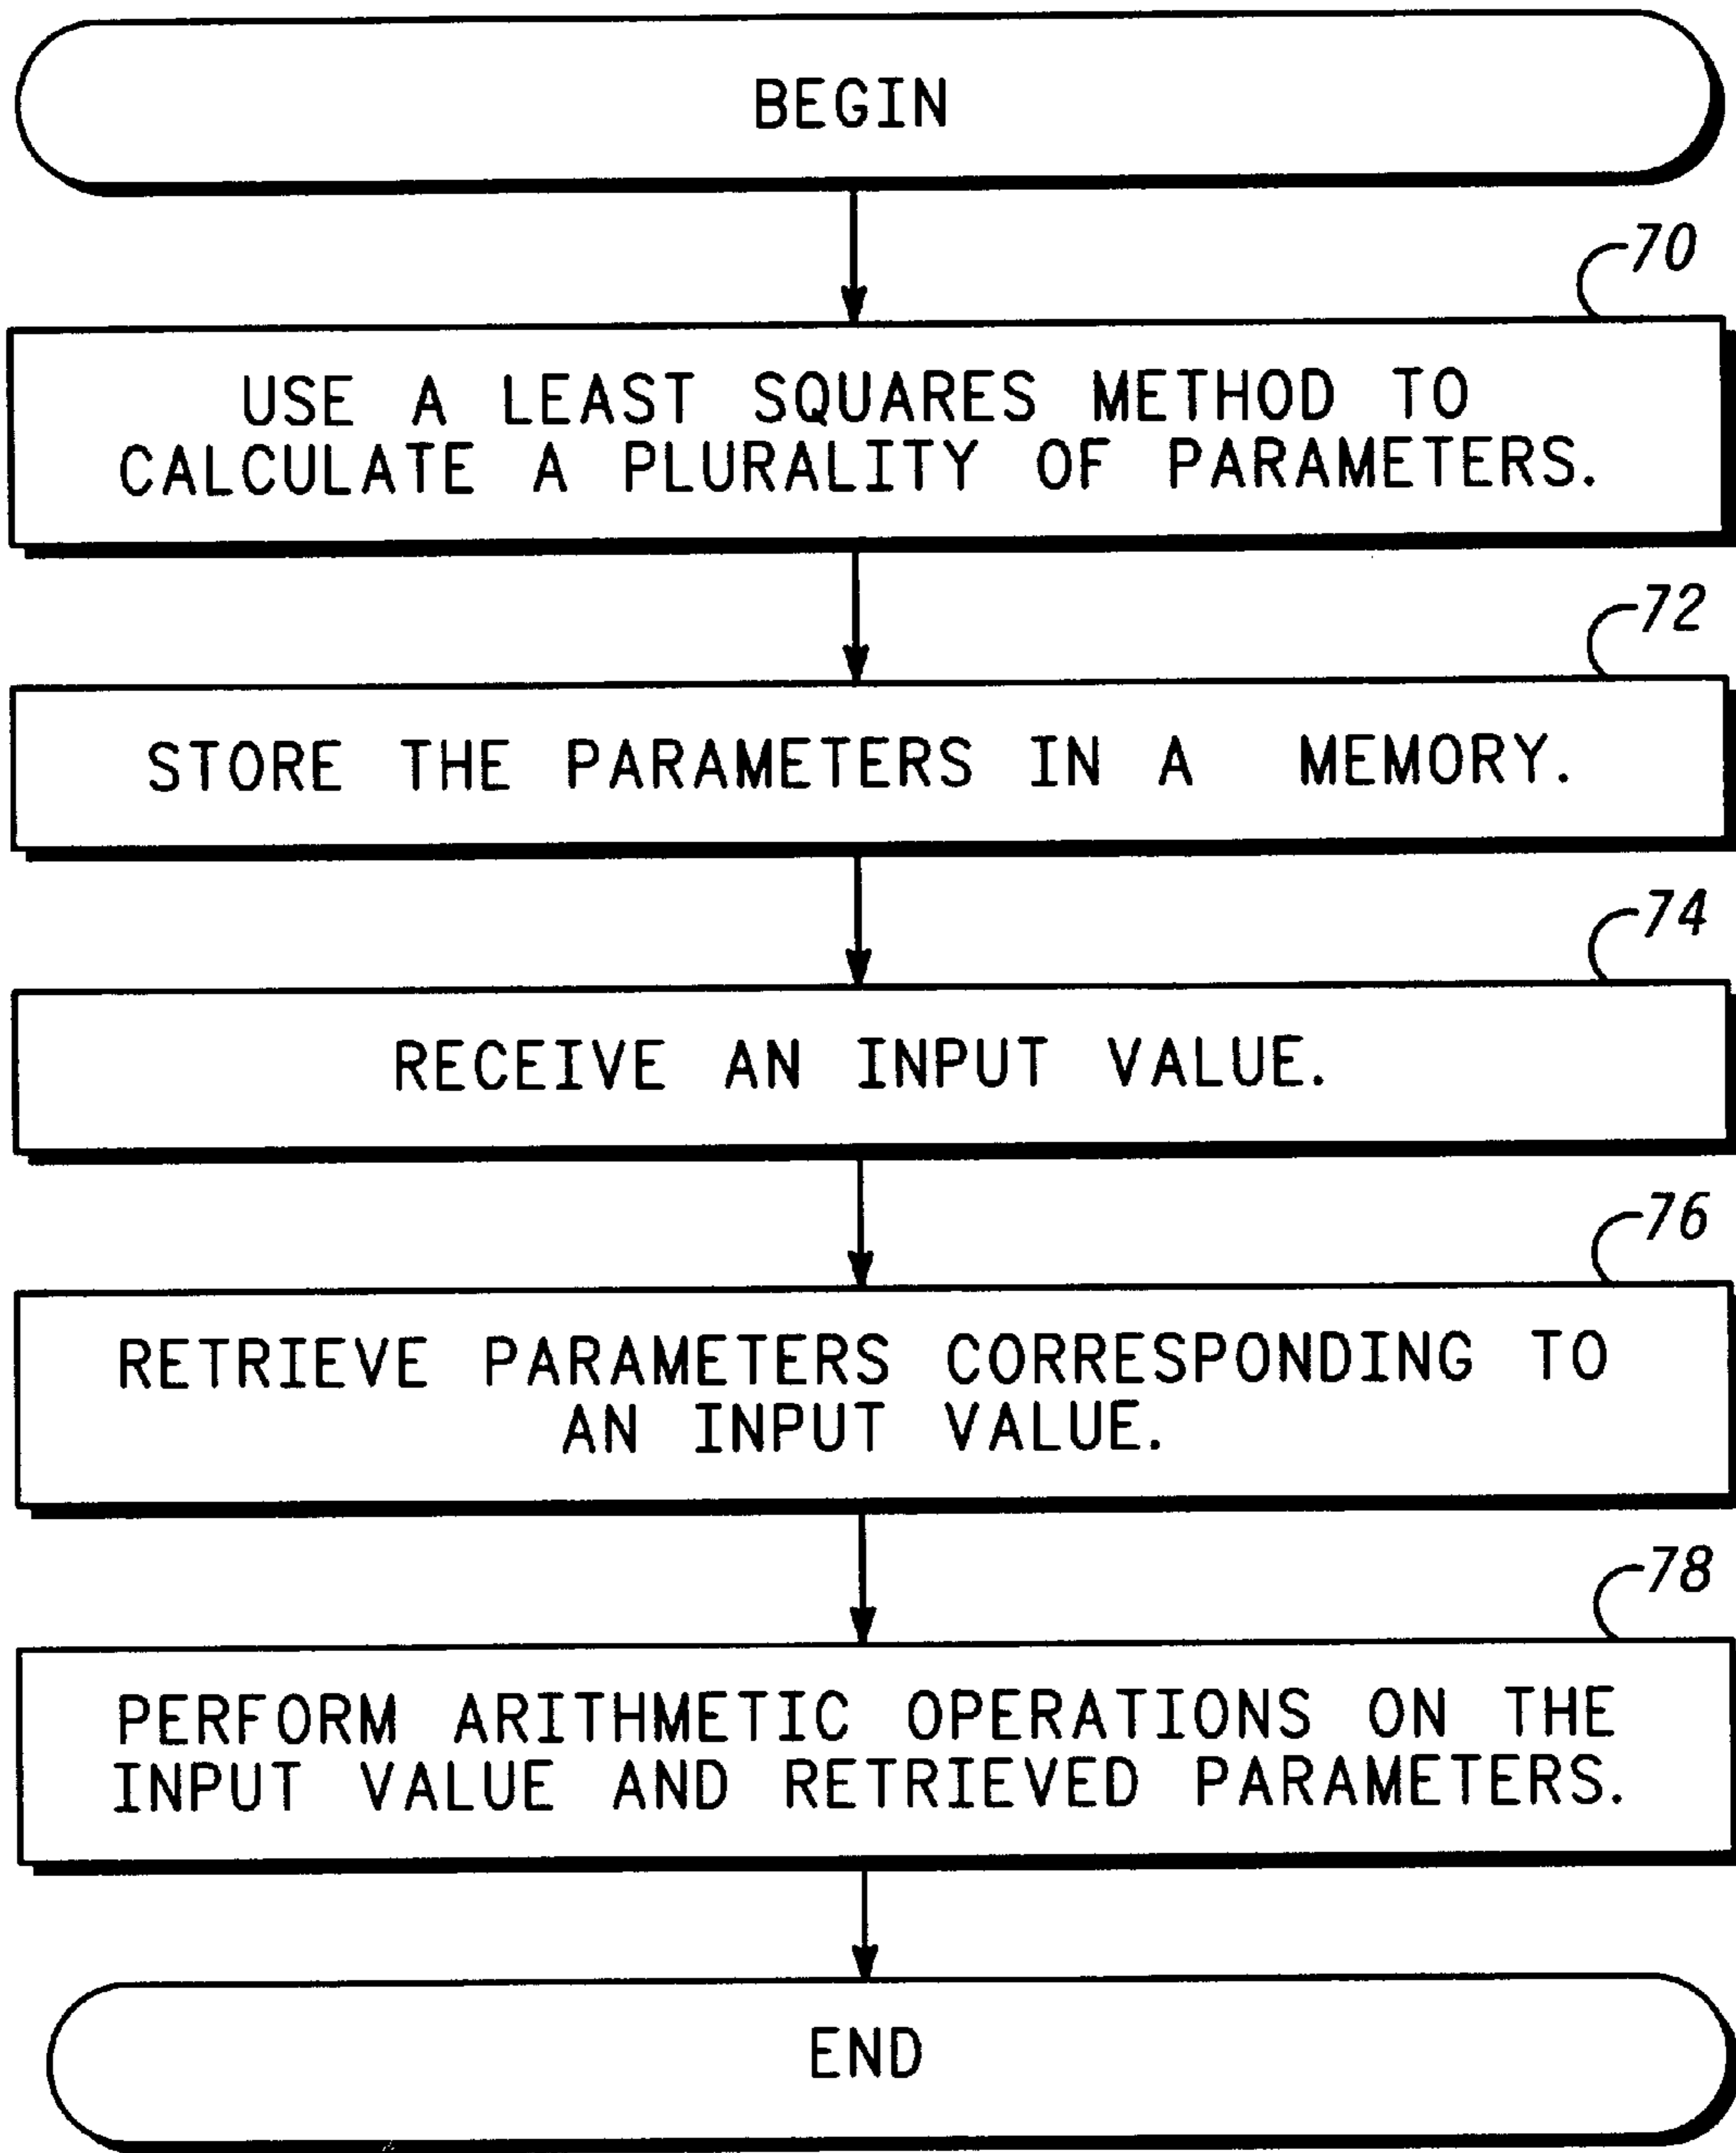 BEGIN
70
USE A LEAST SQUARES METHOD TO
CALCULATE A PLURALITY OF PARAMETERS.
72
STORE THE PARAMETERS IN A MEMORY.
74
RECEIVE AN INPUT VALUE.
76
RETRIEVE PARAMETERS CORRESPONDING TO
AN INPUT VALUE.
78
PERFORM ARITHMETIC OPERATIONS ON THE
INPUT VALUE AND RETRIEVED PARAMETERS.
END